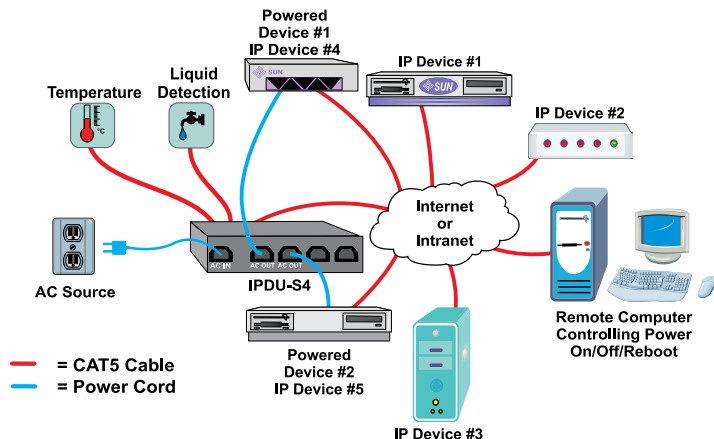 Powered
Device #1
IP Device #4
IP Device #1
Temperature
Liquid
Detection
SUN
SUN
IP Device #2
°C
Internet
or
Intranet
AC IN
AC OUT
AC OUT
IPDU-S4
AC Source
Remote Computer
Controlling Power
On/Off/Reboot
Powered
Device #2
IP Device #5
= CAT5 Cable
= Power Cord
IP Device #3